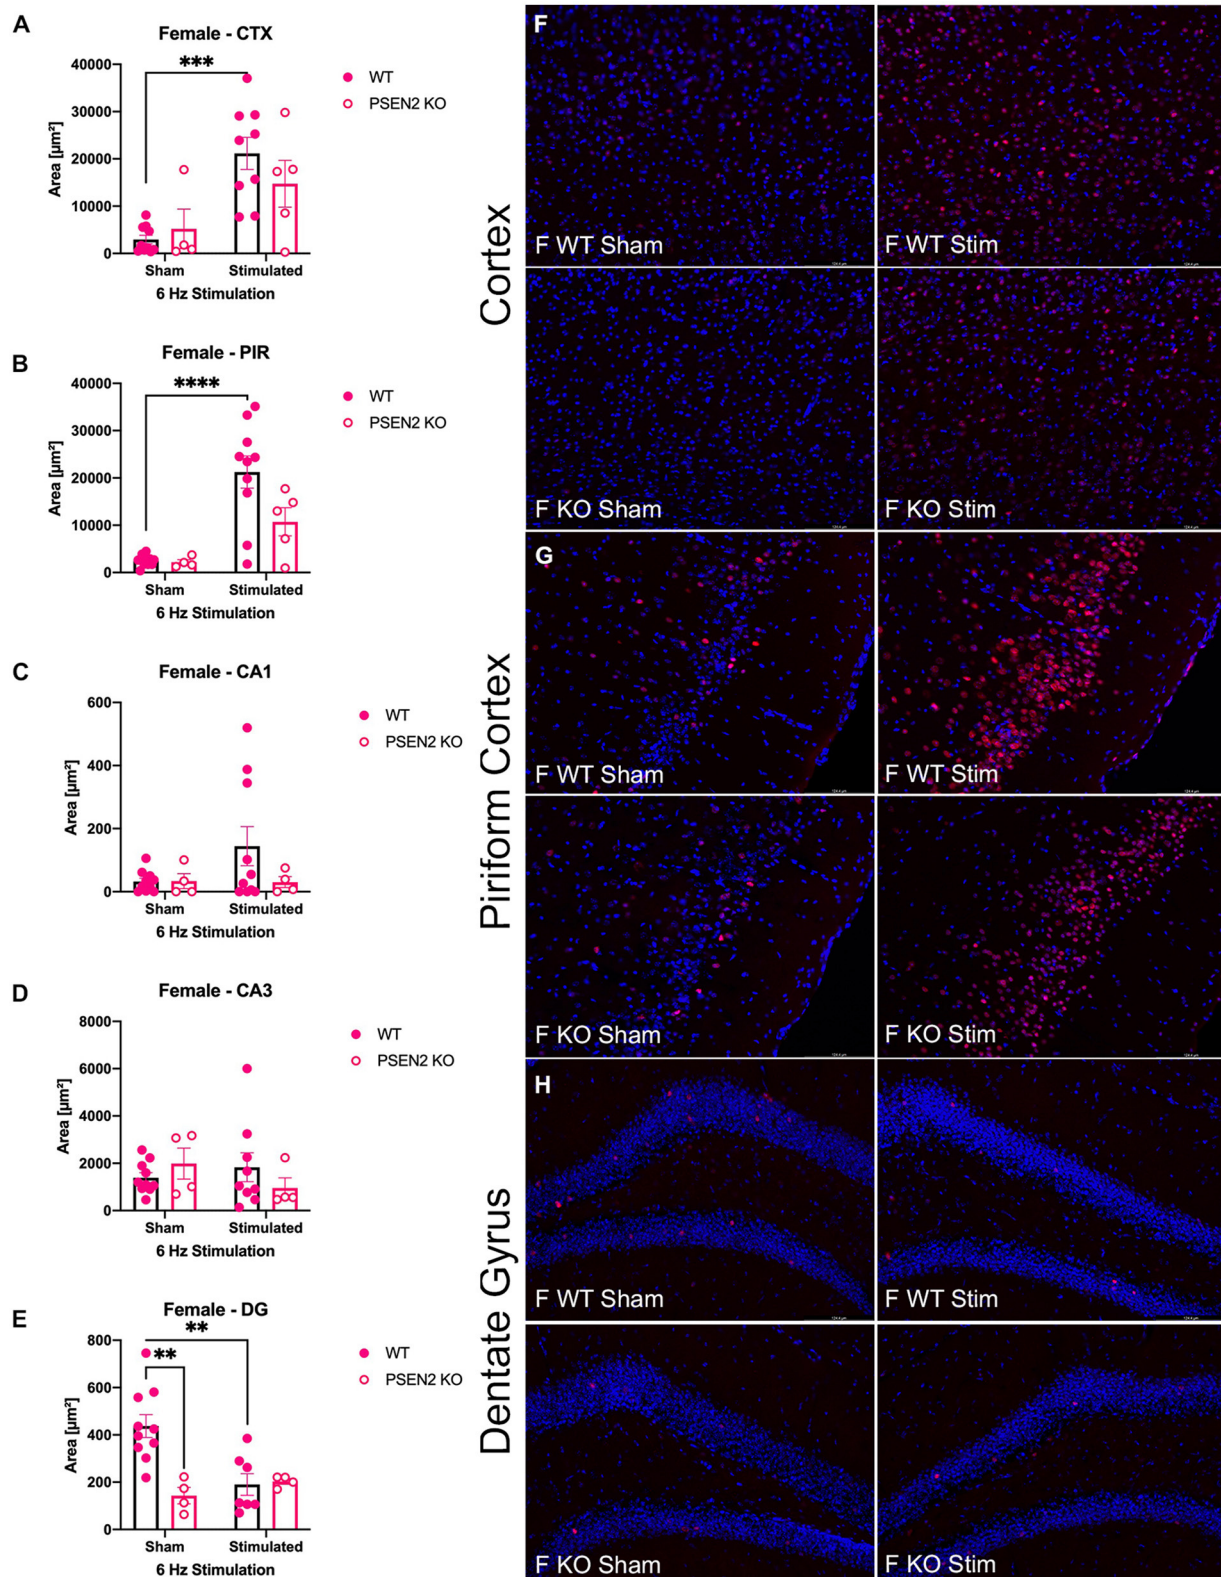 A
Female - CTX
***
40000
30000
20000
10000
0
Area [µm²]
Sham
Stimulated
6 Hz Stimulation
WT
PSEN2 KO
B
Female - PIR
****
40000
30000
20000
10000
0
Area [µm²]
Sham
Stimulated
6 Hz Stimulation
WT
PSEN2 KO
C
Female - CA1
600
400
200
0
Area [µm²]
Sham
Stimulated
6 Hz Stimulation
WT
PSEN2 KO
D
Female - CA3
8000
6000
4000
2000
0
Area [µm²]
Sham
Stimulated
6 Hz Stimulation
WT
PSEN2 KO
E
Female - DG
**
**
800
600
400
200
0
Area [µm²]
Sham
Stimulated
6 Hz Stimulation
WT
PSEN2 KO
Cortex
F
F WT Sham
F WT Stim
F KO Sham
F KO Stim
Piriform Cortex
G
F WT Sham
F WT Stim
F KO Sham
F KO Stim
Dentate Gyrus
H
F WT Sham
F WT Stim
F KO Sham
F KO Stim